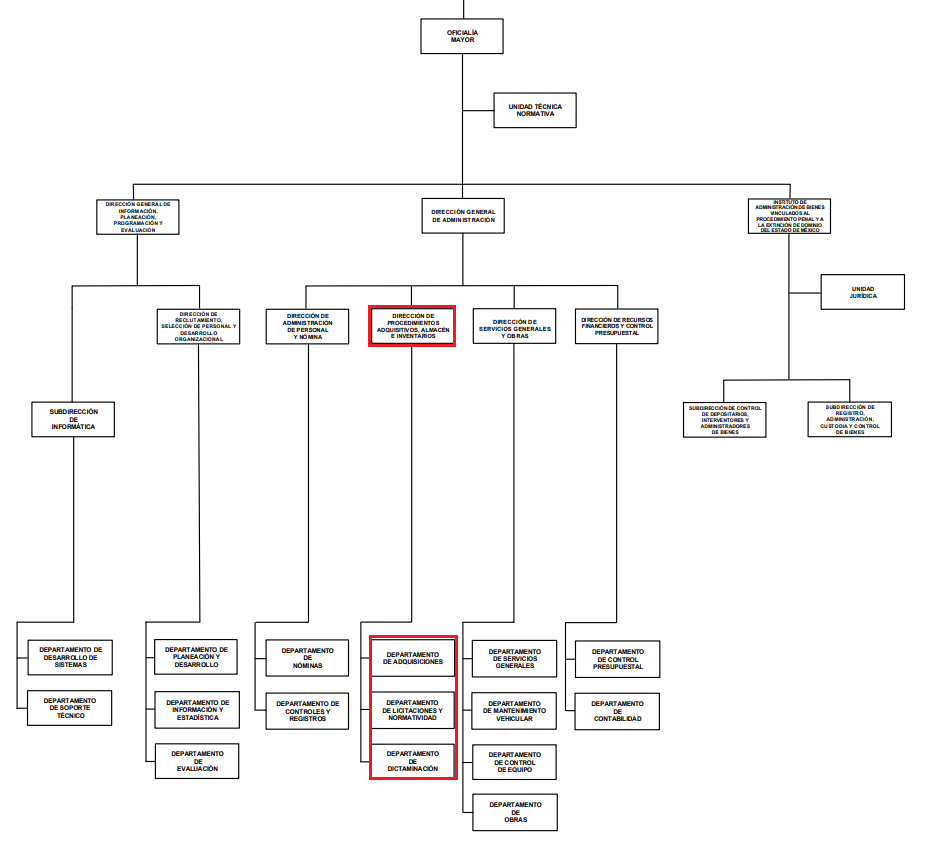 OFICIALÍA
MAYOR
UNIDAD TÉCNICA
NORMATIVA
DIRECCIÓN GENERAL DE
INFORMACIÓN,
PLANEACIÓN,
PROGRAMACIÓN Y
EVALUACIÓN
DIRECCIÓN GENERAL
DE ADMINISTRACIÓN
INSTITUTO DE
ADMINISTRACIÓN DE BIENES
VINCULADOS AL
PROCEDIMIENTO PENAL Y A
LA EXTINCIÓN DE DOMINIO
DEL ESTADO DE MÉXICO
UNIDAD
JURÍDICA
DIRECCIÓN DE
RECLUTAMIENTO,
SELECCIÓN DE PERSONAL Y
DESARROLLO
ORGANIZACIONAL
DIRECCIÓN DE
ADMINISTRACIÓN
DE PERSONAL
Y NÓMINA
DIRECCIÓN DE
PROCEDIMIENTOS
ADQUISITIVOS, ALMACÉN
E INVENTARIOS
DIRECCIÓN DE
SERVICIOS GENERALES
Y OBRAS
DIRECCIÓN DE RECURSOS
FINANCIEROS Y CONTROL
PRESUPUESTAL
SUBDIRECCIÓN
DE
INFORMÁTICA
SUBDIRECCIÓN DE CONTROL
DE DEPOSITARIOS,
INTERVENTORES Y
ADMINISTRADORES
DE BIENES
SUBDIRECCIÓN DE
REGISTRO,
ADMINISTRACIÓN,
CUSTODIA Y CONTROL
DE BIENES
DEPARTAMENTO DE
DESARROLLO DE
SISTEMAS
DEPARTAMENTO DE
PLANEACIÓN Y
DESARROLLO
DEPARTAMENTO
DE
NÓMINAS
DEPARTAMENTO
DE ADQUISICIONES
DEPARTAMENTO
DE SERVICIOS
GENERALES
DEPARTAMENTO
DE CONTROL
PRESUPUESTAL
DEPARTAMENTO
DE SOPORTE
TÉCNICO
DEPARTAMENTO DE
INFORMACIÓN Y
ESTADÍSTICA
DEPARTAMENTO DE
CONTROLES Y
REGISTROS
DEPARTAMENTO
DE LICITACIONES Y
NORMATIVIDAD
DEPARTAMENTO
DE MANTENIMIENTO
VEHICULAR
DEPARTAMENTO
DE
CONTABILIDAD
DEPARTAMENTO
DE
EVALUACIÓN
DEPARTAMENTO
DE
DICTAMINACIÓN
DEPARTAMENTO
DE CONTROL
DE EQUIPO
DEPARTAMENTO
DE
OBRAS